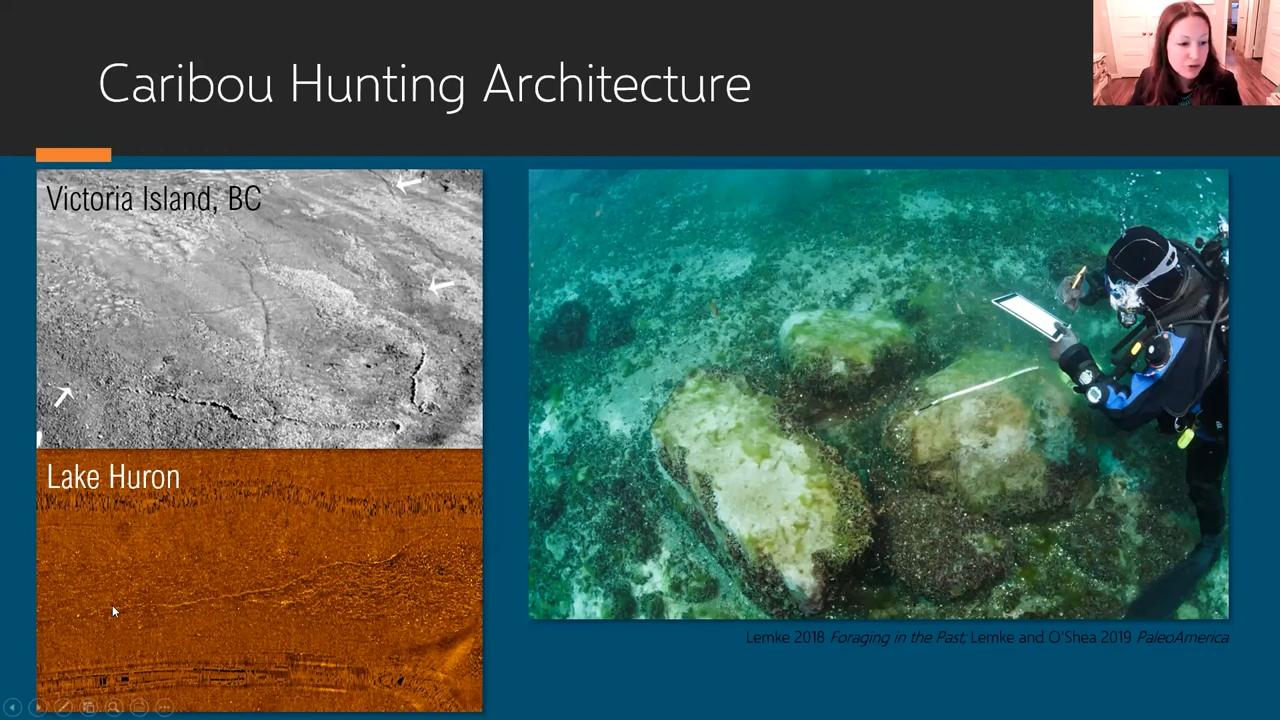 Caribou Hunting Architecture
Victoria Island, BC
Lake Huron
Lemke 2018 Foraging in the Past; Lemke and O'Shea 2019 PaleoAmerica